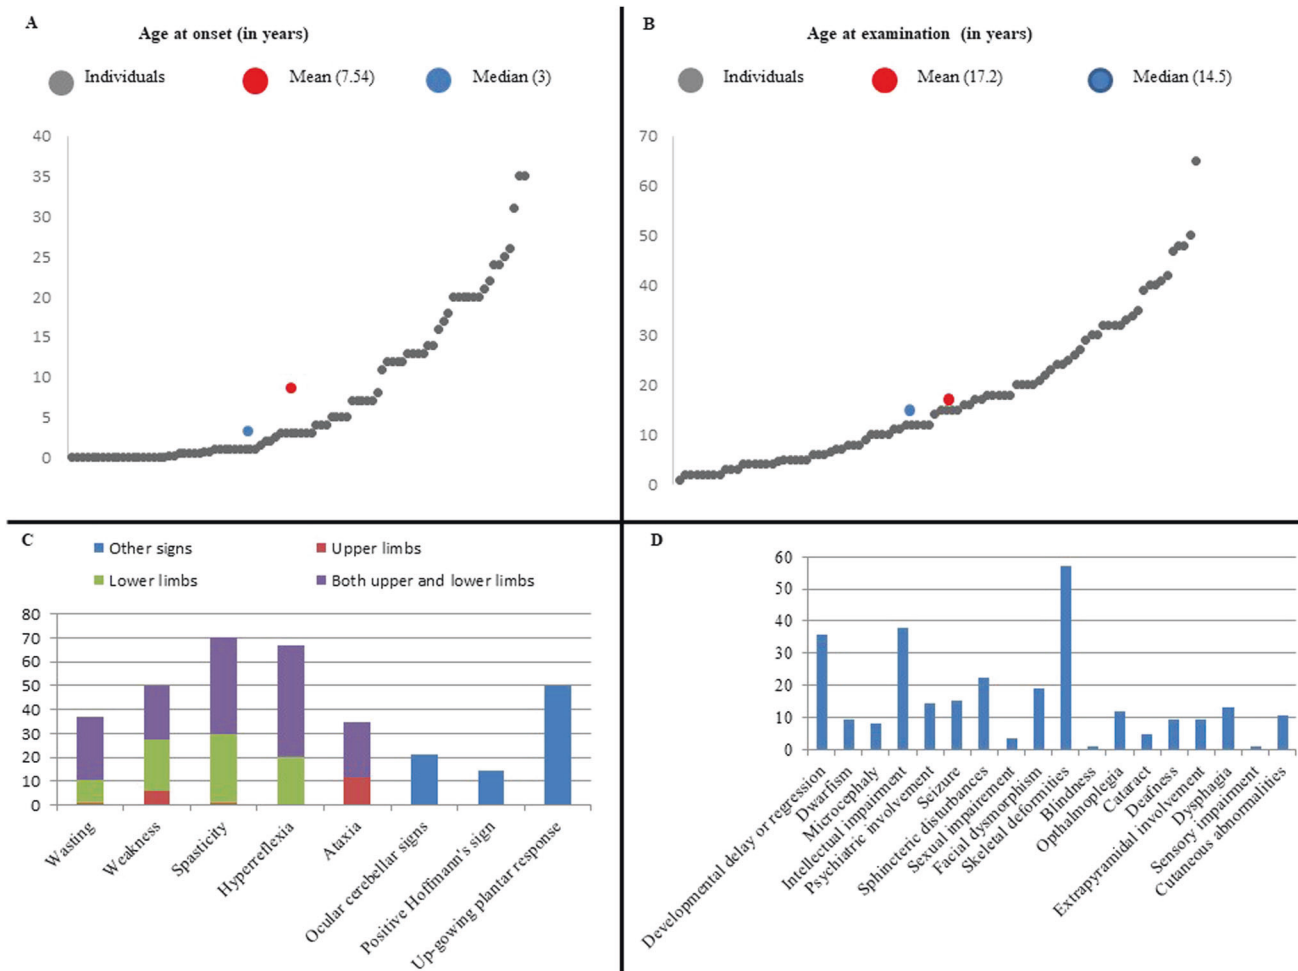 A
Age at onset (in years)
Individuals
Mean (7.54)
Median (3)
40
35
30
25
20
15
10
5
0
B
Age at examination (in years)
Individuals
Mean (17.2)
Median (14.5)
70
60
50
40
30
20
10
0
C
Other signs
Upper limbs
Lower limbs
Both upper and lower limbs
80
70
60
50
40
30
20
10
0
Wasting
Weakness
Spasticity
Hyperreflexia
Ataxia
Ocular cerebellar signs
Positive Hoffmann's sign
Up-gowing plantar response
D
60
50
40
30
20
10
0
Developmental delay or regression
Dwarfism
Microcephaly
Intellectual impairment
Psychiatric involvement
Seizure
Sphincteric disturbances
Sexual impairement
Facial dysmorphism
Skeletal deformities
Blindness
Opthalmoplegia
Cataract
Deafness
Extrapyramidal involvement
Dysphagia
Sensory impairment
Cutaneous abnormalities